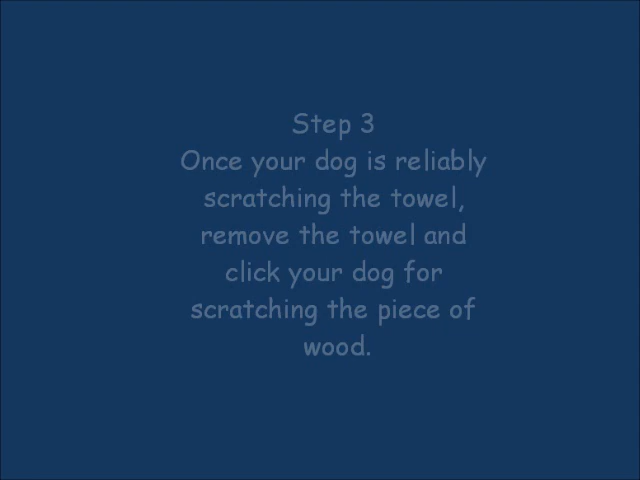 Step 3
Once your dog is reliably
scratching the towel,
remove the towel and
click your dog for
scratching the piece of
wood.